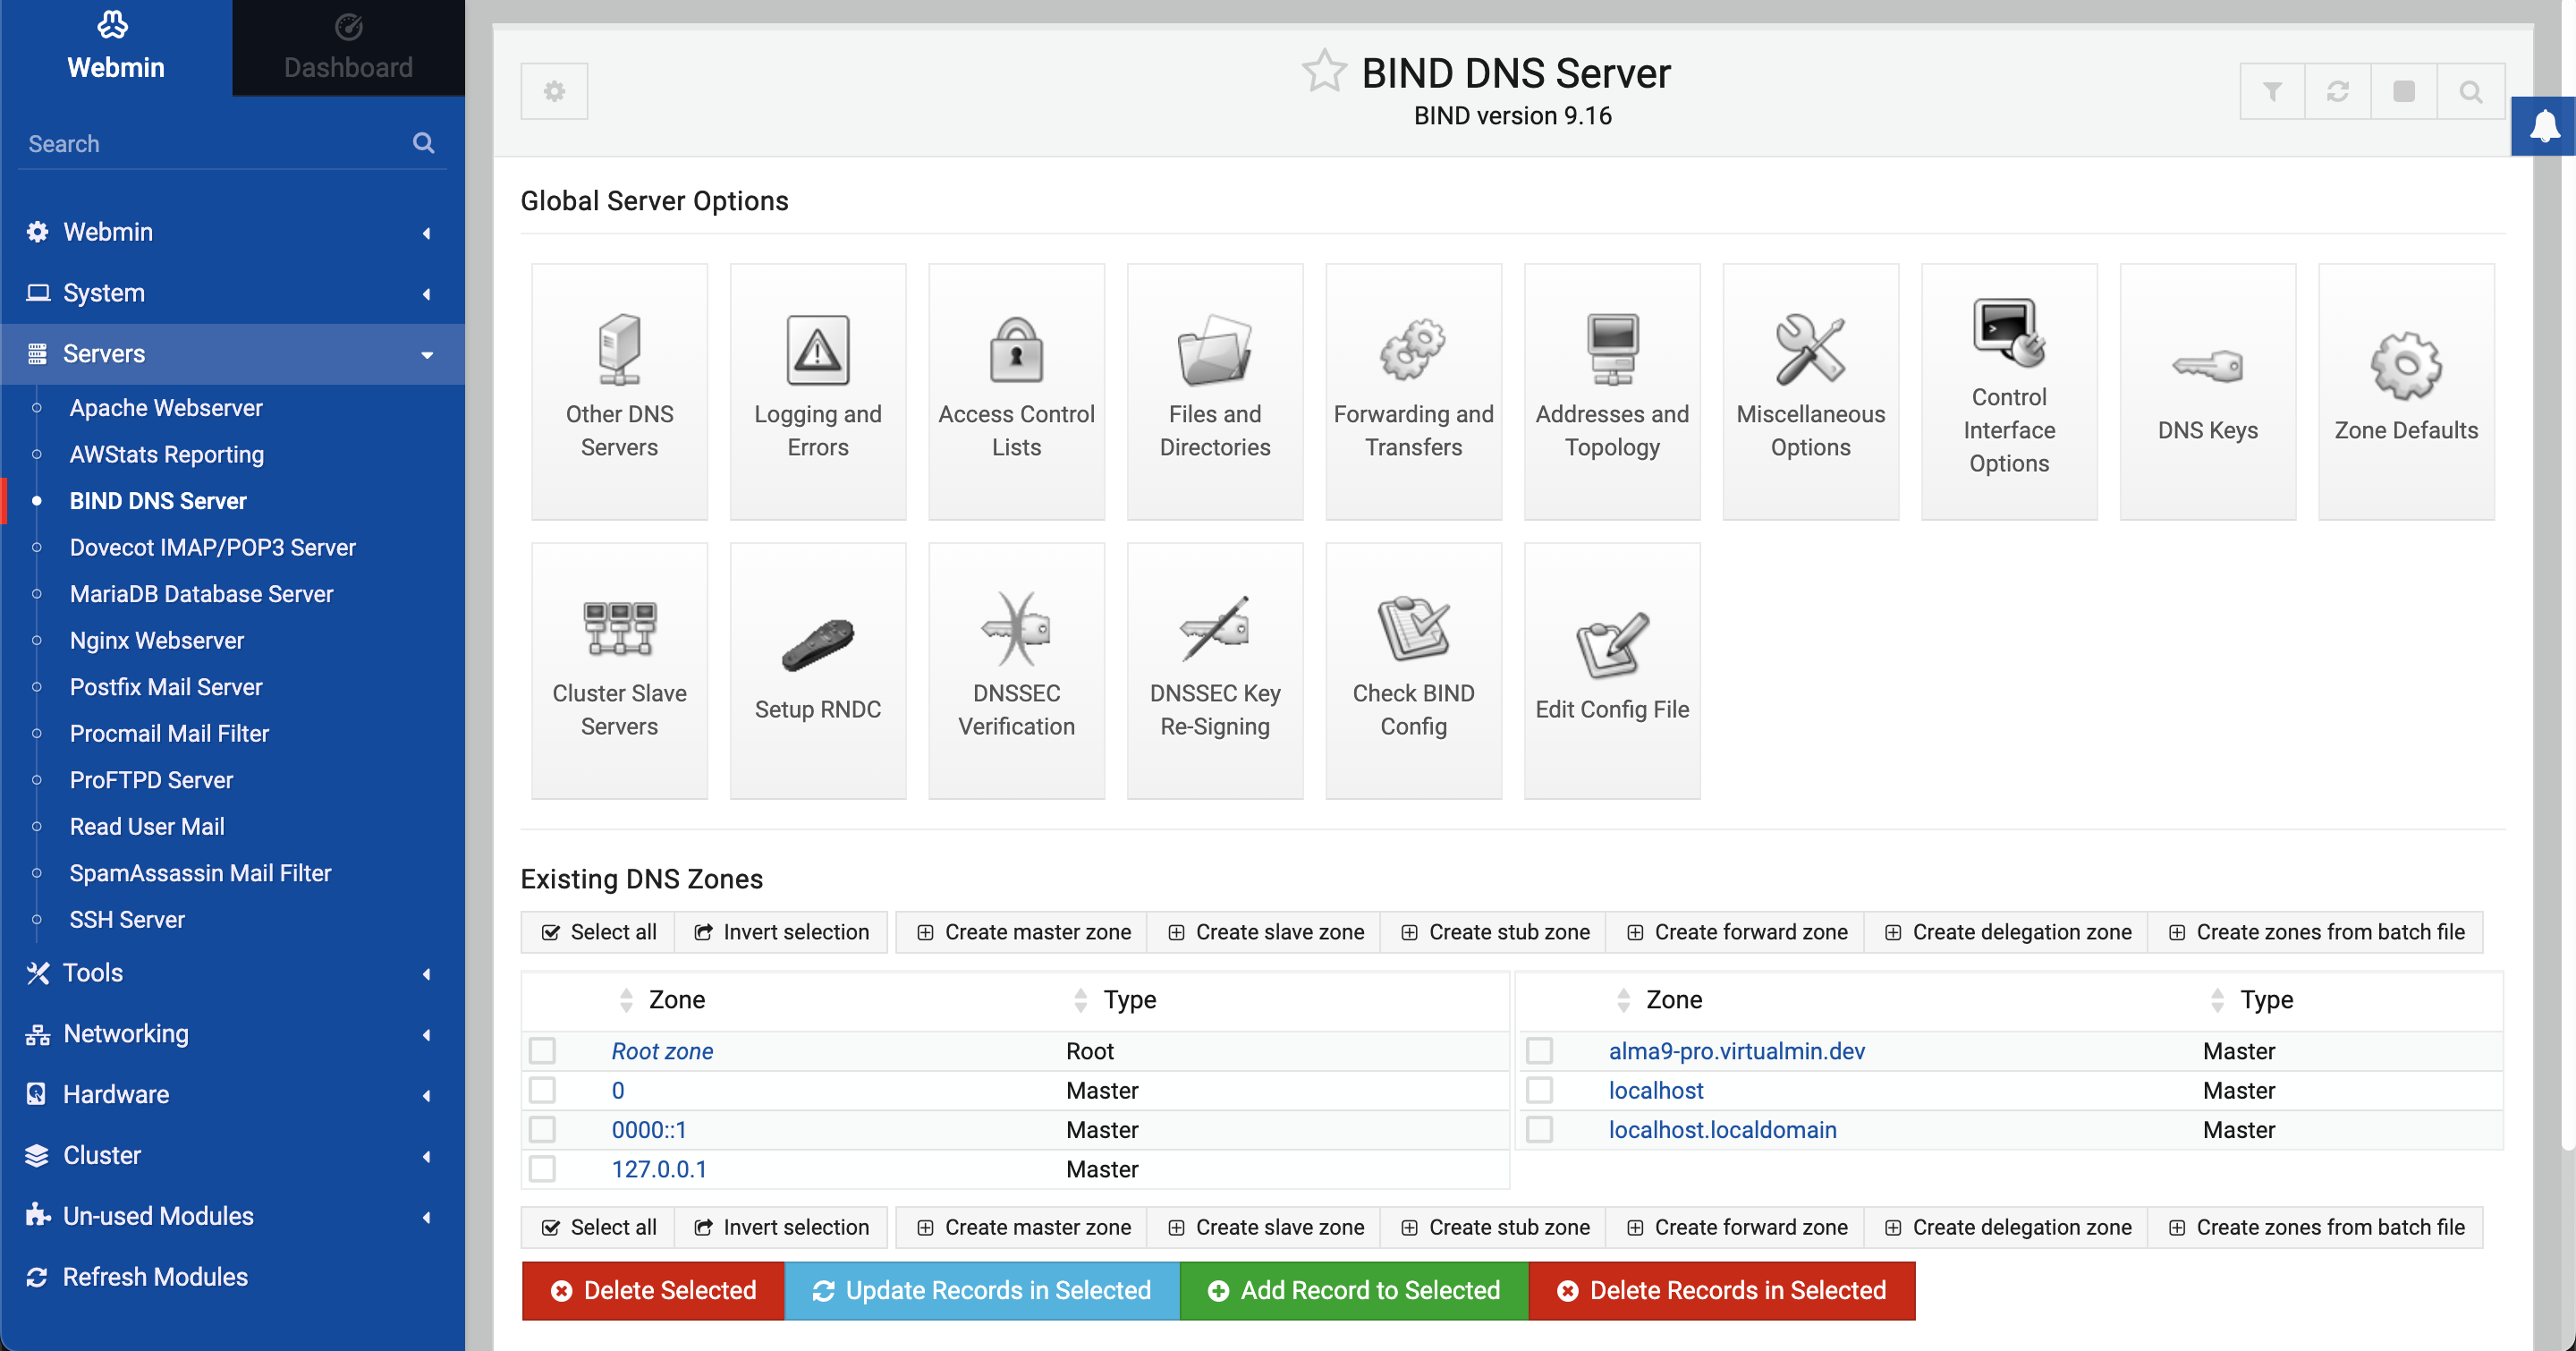 Webmin
Dashboard
Search
Webmin
System
Servers
Apache Webserver
AWStats Reporting
BIND DNS Server
Dovecot IMAP/POP3 Server
MariaDB Database Server
Nginx Webserver
Postfix Mail Server
Procmail Mail Filter
ProFTPD Server
Read User Mail
SpamAssassin Mail Filter
SSH Server
Tools
Networking
Hardware
Cluster
Un-used Modules
Refresh Modules
BIND DNS Server
BIND version 9.16
Global Server Options
Other DNS
Servers
Logging and
Errors
Access Control
Lists
Files and
Directories
Forwarding and
Transfers
Addresses and
Topology
Miscellaneous
Options
Control
Interface
Options
DNS Keys
Zone Defaults
Cluster Slave
Servers
Setup RNDC
DNSSEC
Verification
DNSSEC Key
Re-Signing
Check BIND
Config
Edit Config File
Existing DNS Zones
Select all Invert selection Create master zone Create slave zone Create stub zone Create forward zone Create delegation zone Create zones from batch file
Zone Type
Root zone Root
0 Master
0000::1 Master
127.0.0.1 Master
Zone Type
alma9-pro.virtualmin.dev Master
localhost Master
localhost.localdomain Master
Select all Invert selection Create master zone Create slave zone Create stub zone Create forward zone Create delegation zone Create zones from batch file
Delete Selected Update Records in Selected Add Record to Selected Delete Records in Selected